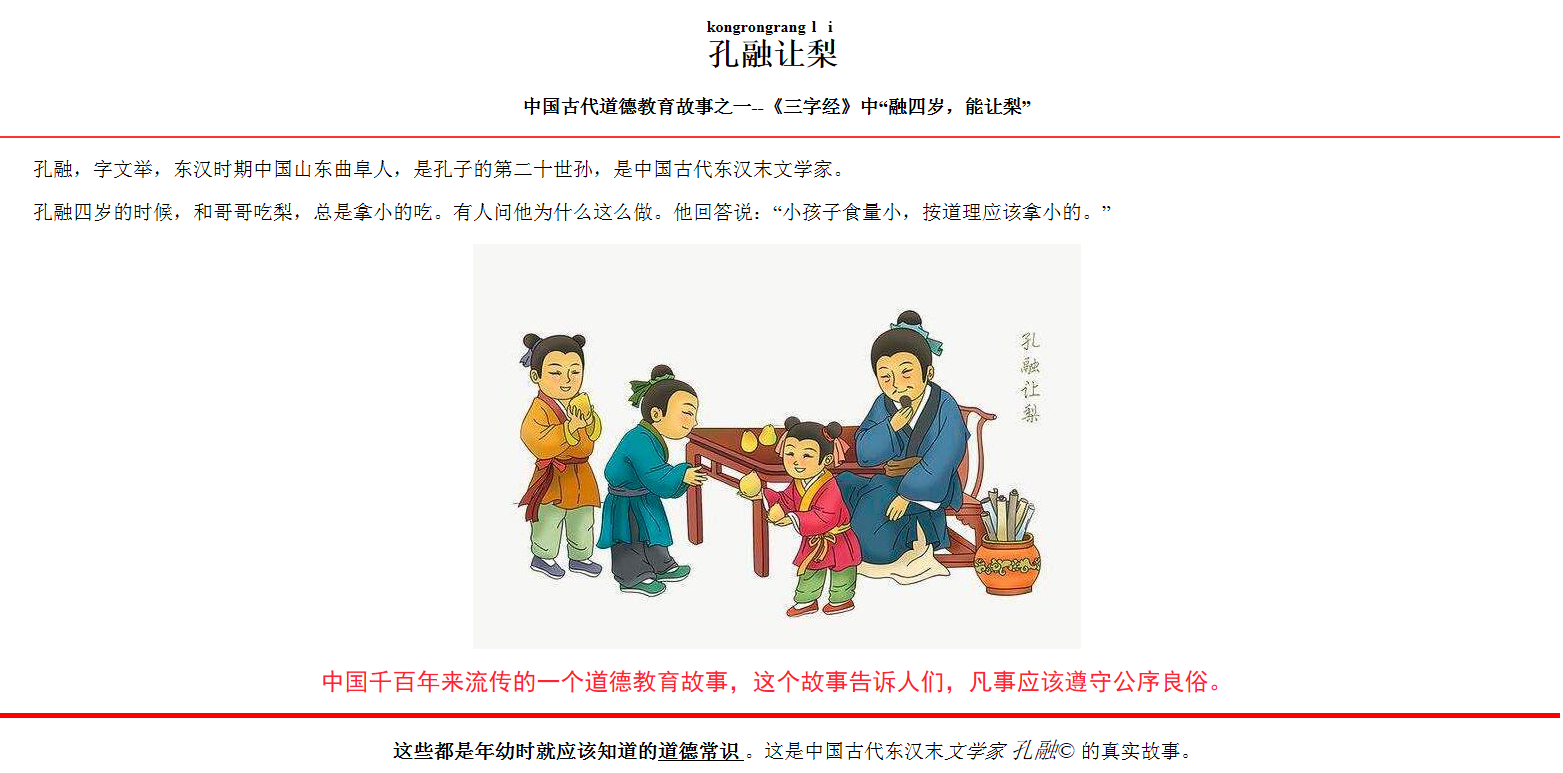 kongrongrang l i
孔融让梨
中国古代道德教育故事之一--《三字经》中“融四岁，能让梨”
孔融，字文举，东汉时期中国山东曲阜人，是孔子的第二十世孙，是中国古代东汉末文学家。
孔融四岁的时候，和哥哥吃梨，总是拿小的吃。有人问他为什么这么做。他回答说：“小孩子食量小，按道理应该拿小的。”
孔融让梨
中国千百年来流传的一个道德教育故事，这个故事告诉人们，凡事应该遵守公序良俗。
这些都是年幼时就应该知道的道德常识 。这是中国古代东汉末文学家 孔融© 的真实故事。